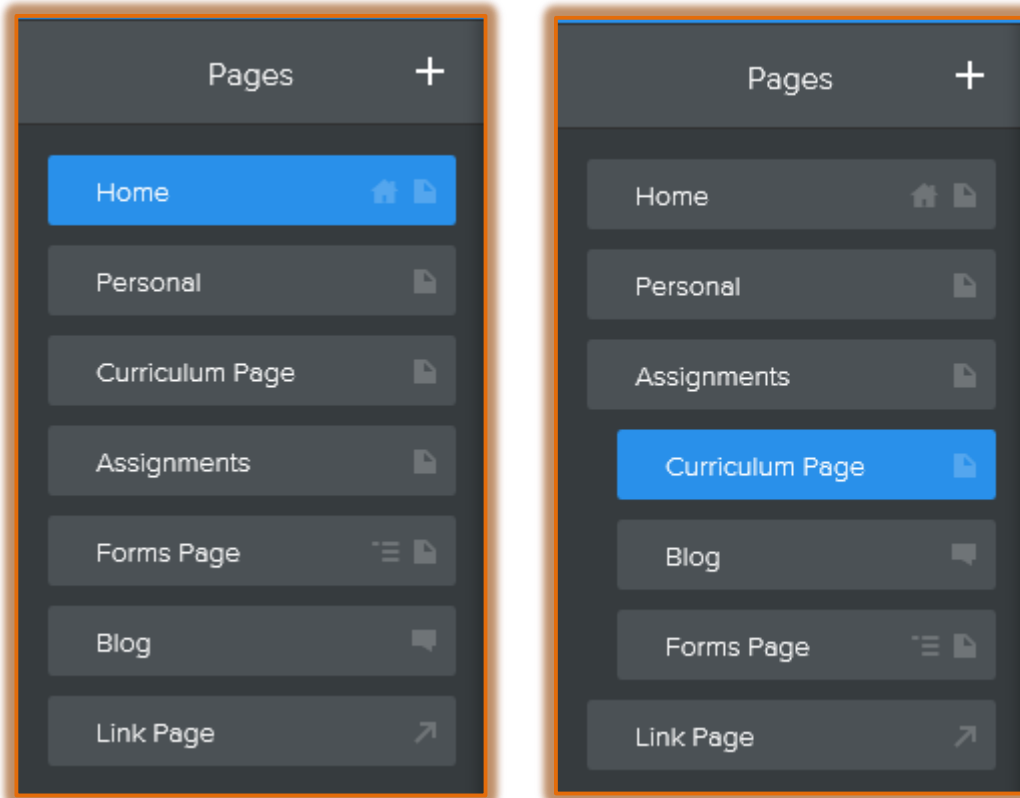 Pages +
Home
Personal
Curriculum Page
Assignments
Forms Page
Blog
Link Page
Pages +
Home
Personal
Assignments
Curriculum Page
Blog
Forms Page
Link Page